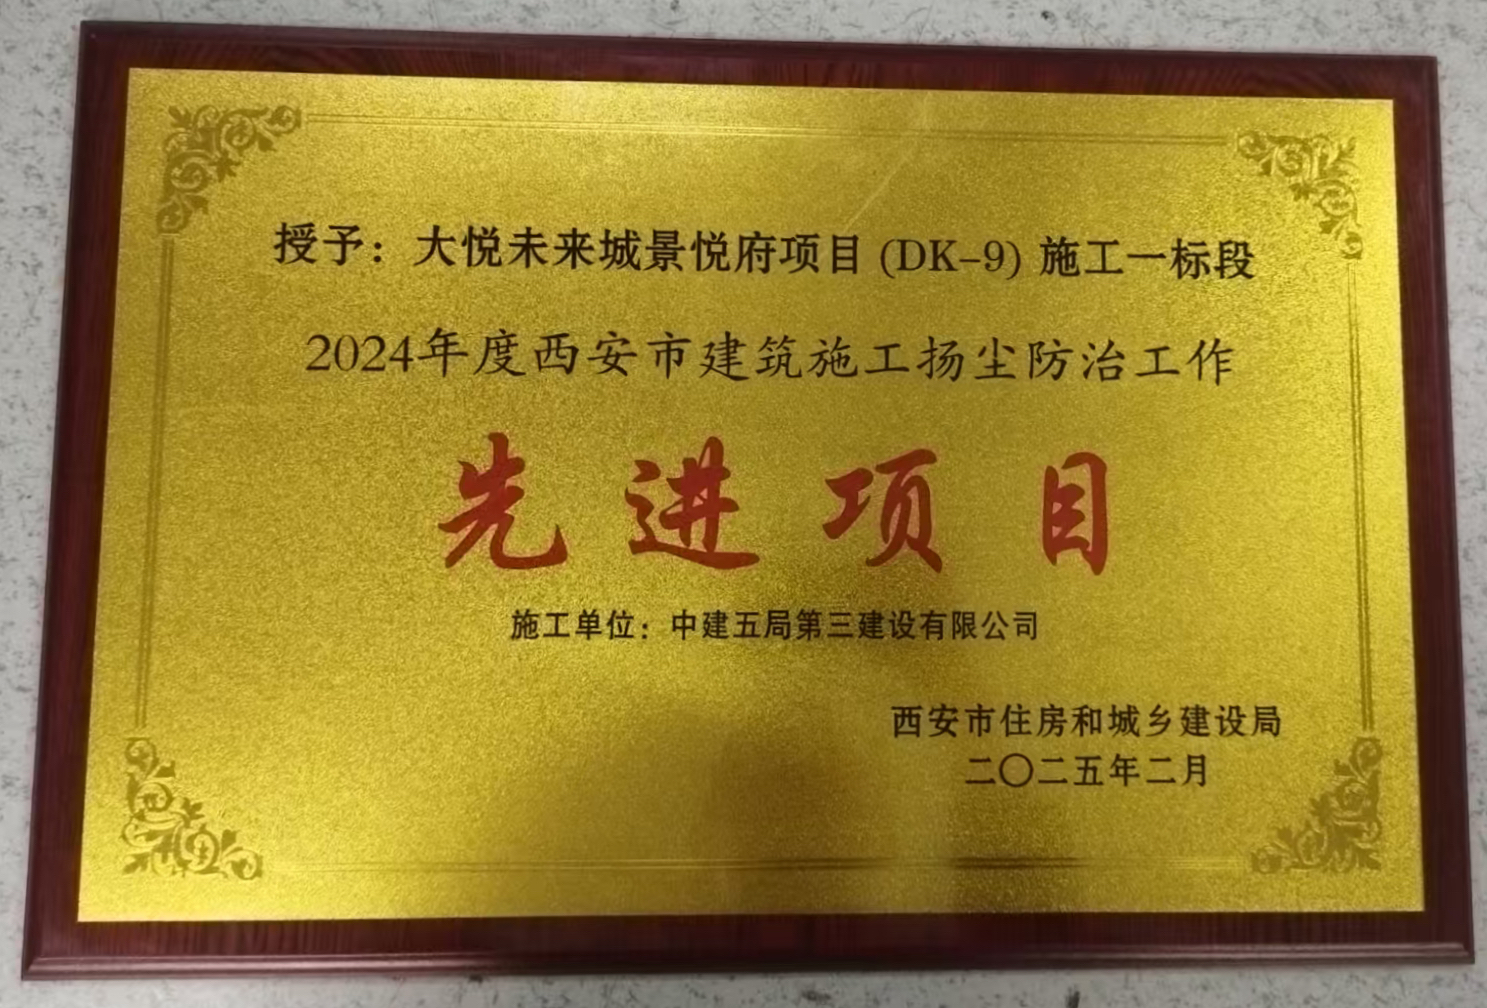 授予：大悦未来城景悦府项目(DK-9)施工一标段
2024年度西安市建筑施工扬尘防治工作
先进项目
施工单位：中建五局第三建设有限公司
西安市住房和城乡建设局
二〇二五年二月